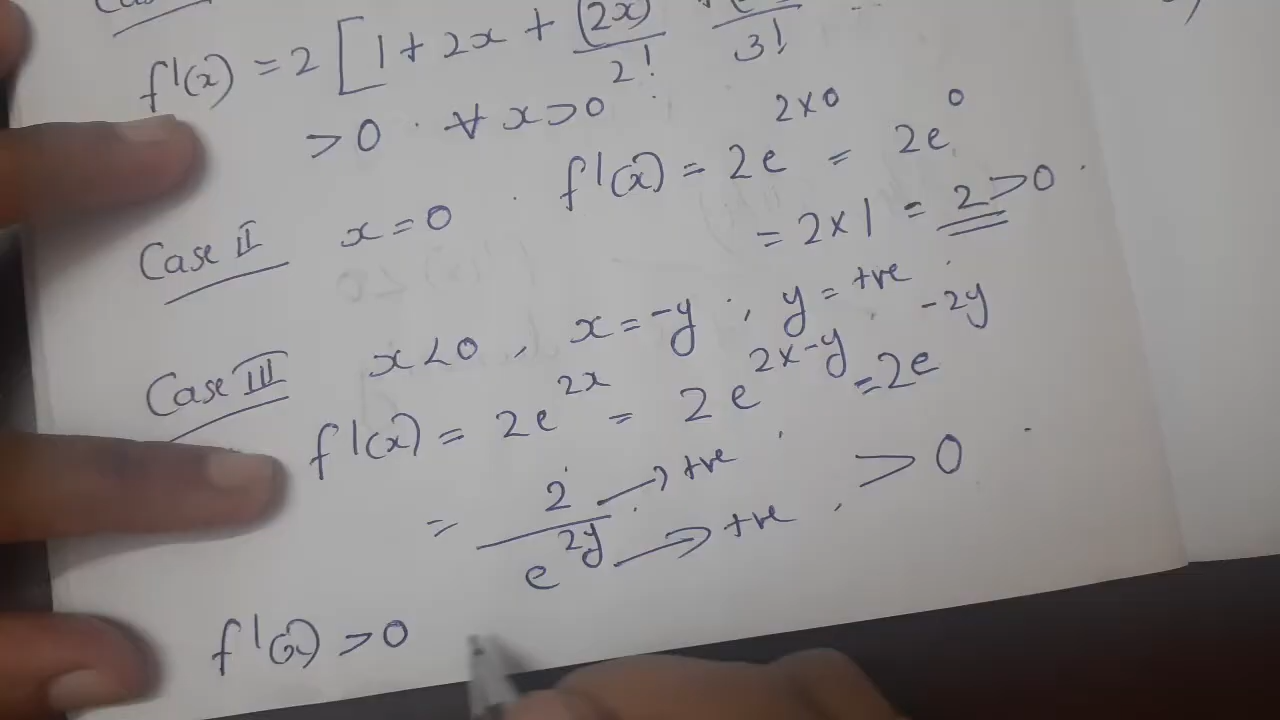 f'(x) = 2 [ 1 + 2x + (2x)/2! + /3! ...
> 0 . ∀ x > 0
f'(x) = 2e^{2×0} = 2e^0
= 2×1 = 2 > 0 .
Case II x = 0
Case III x < 0 , x = -y ; y = +ve .
f'(x) = 2e^{2x} = 2e^{2×-y} = 2e^{-2y}
= 2 → +ve / e^{2y} → +ve . > 0
f'(x) > 0